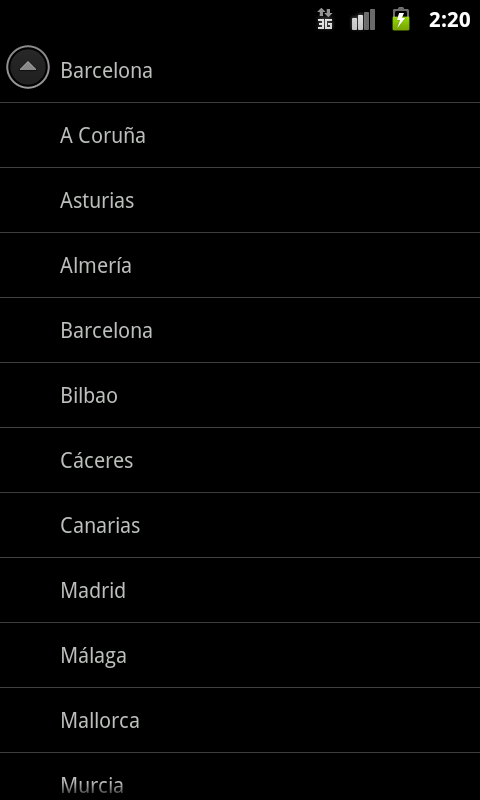 3G 2:20
Barcelona
A Coruña
Asturias
Almería
Barcelona
Bilbao
Cáceres
Canarias
Madrid
Málaga
Mallorca
Murcia